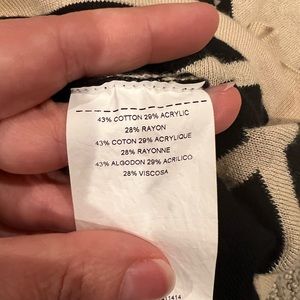 43% COTTON 29% ACRYLIC
28% RAYON
43% COTON 29% ACRYLIQUE
28% RAYONNE
43% ALGODON 29% ACRILICO
28% VISCOSA